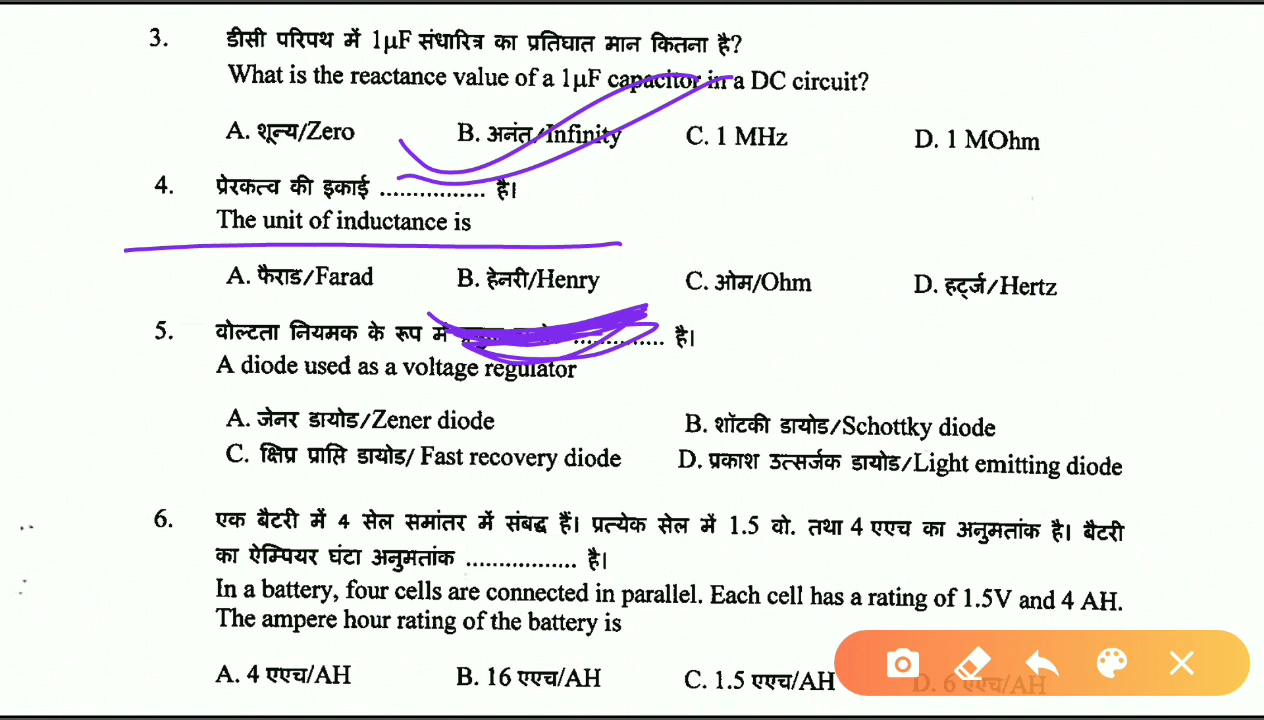 3. डीसी परिपथ में 1μF संधारित्र का प्रतिघात मान कितना है?
What is the reactance value of a 1μF capacitor in a DC circuit?
A. शून्य/Zero B. अनंत/Infinity C. 1 MHz D. 1 MOhm
4. प्रेरकत्व की इकाई ................ है।
The unit of inductance is
A. फैराड/Farad B. हेनरी/Henry C. ओम/Ohm D. हर्ट्ज/Hertz
5. वोल्टता नियमक के रूप में ............. है।
A diode used as a voltage regulator
A. जेनर डायोड/Zener diode B. शॉटकी डायोड/Schottky diode
C. क्षिप्र प्राप्ति डायोड/ Fast recovery diode D. प्रकाश उत्सर्जक डायोड/Light emitting diode
6. एक बैटरी में 4 सेल समांतर में संबद्ध हैं। प्रत्येक सेल में 1.5 वो. तथा 4 एएच का अनुमतांक है। बैटरी
का ऐम्पियर घंटा अनुमतांक .................. है।
In a battery, four cells are connected in parallel. Each cell has a rating of 1.5V and 4 AH.
The ampere hour rating of the battery is
A. 4 एएच/AH B. 16 एएच/AH C. 1.5 एएच/AH D. 6 एएच/AH